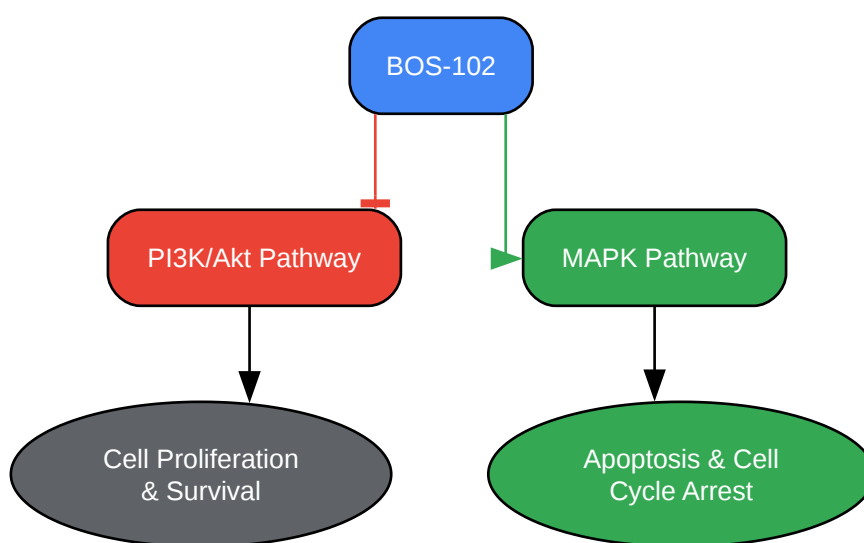 BOS-102
PI3K/Akt Pathway
MAPK Pathway
Cell Proliferation
& Survival
Apoptosis & Cell
Cycle Arrest